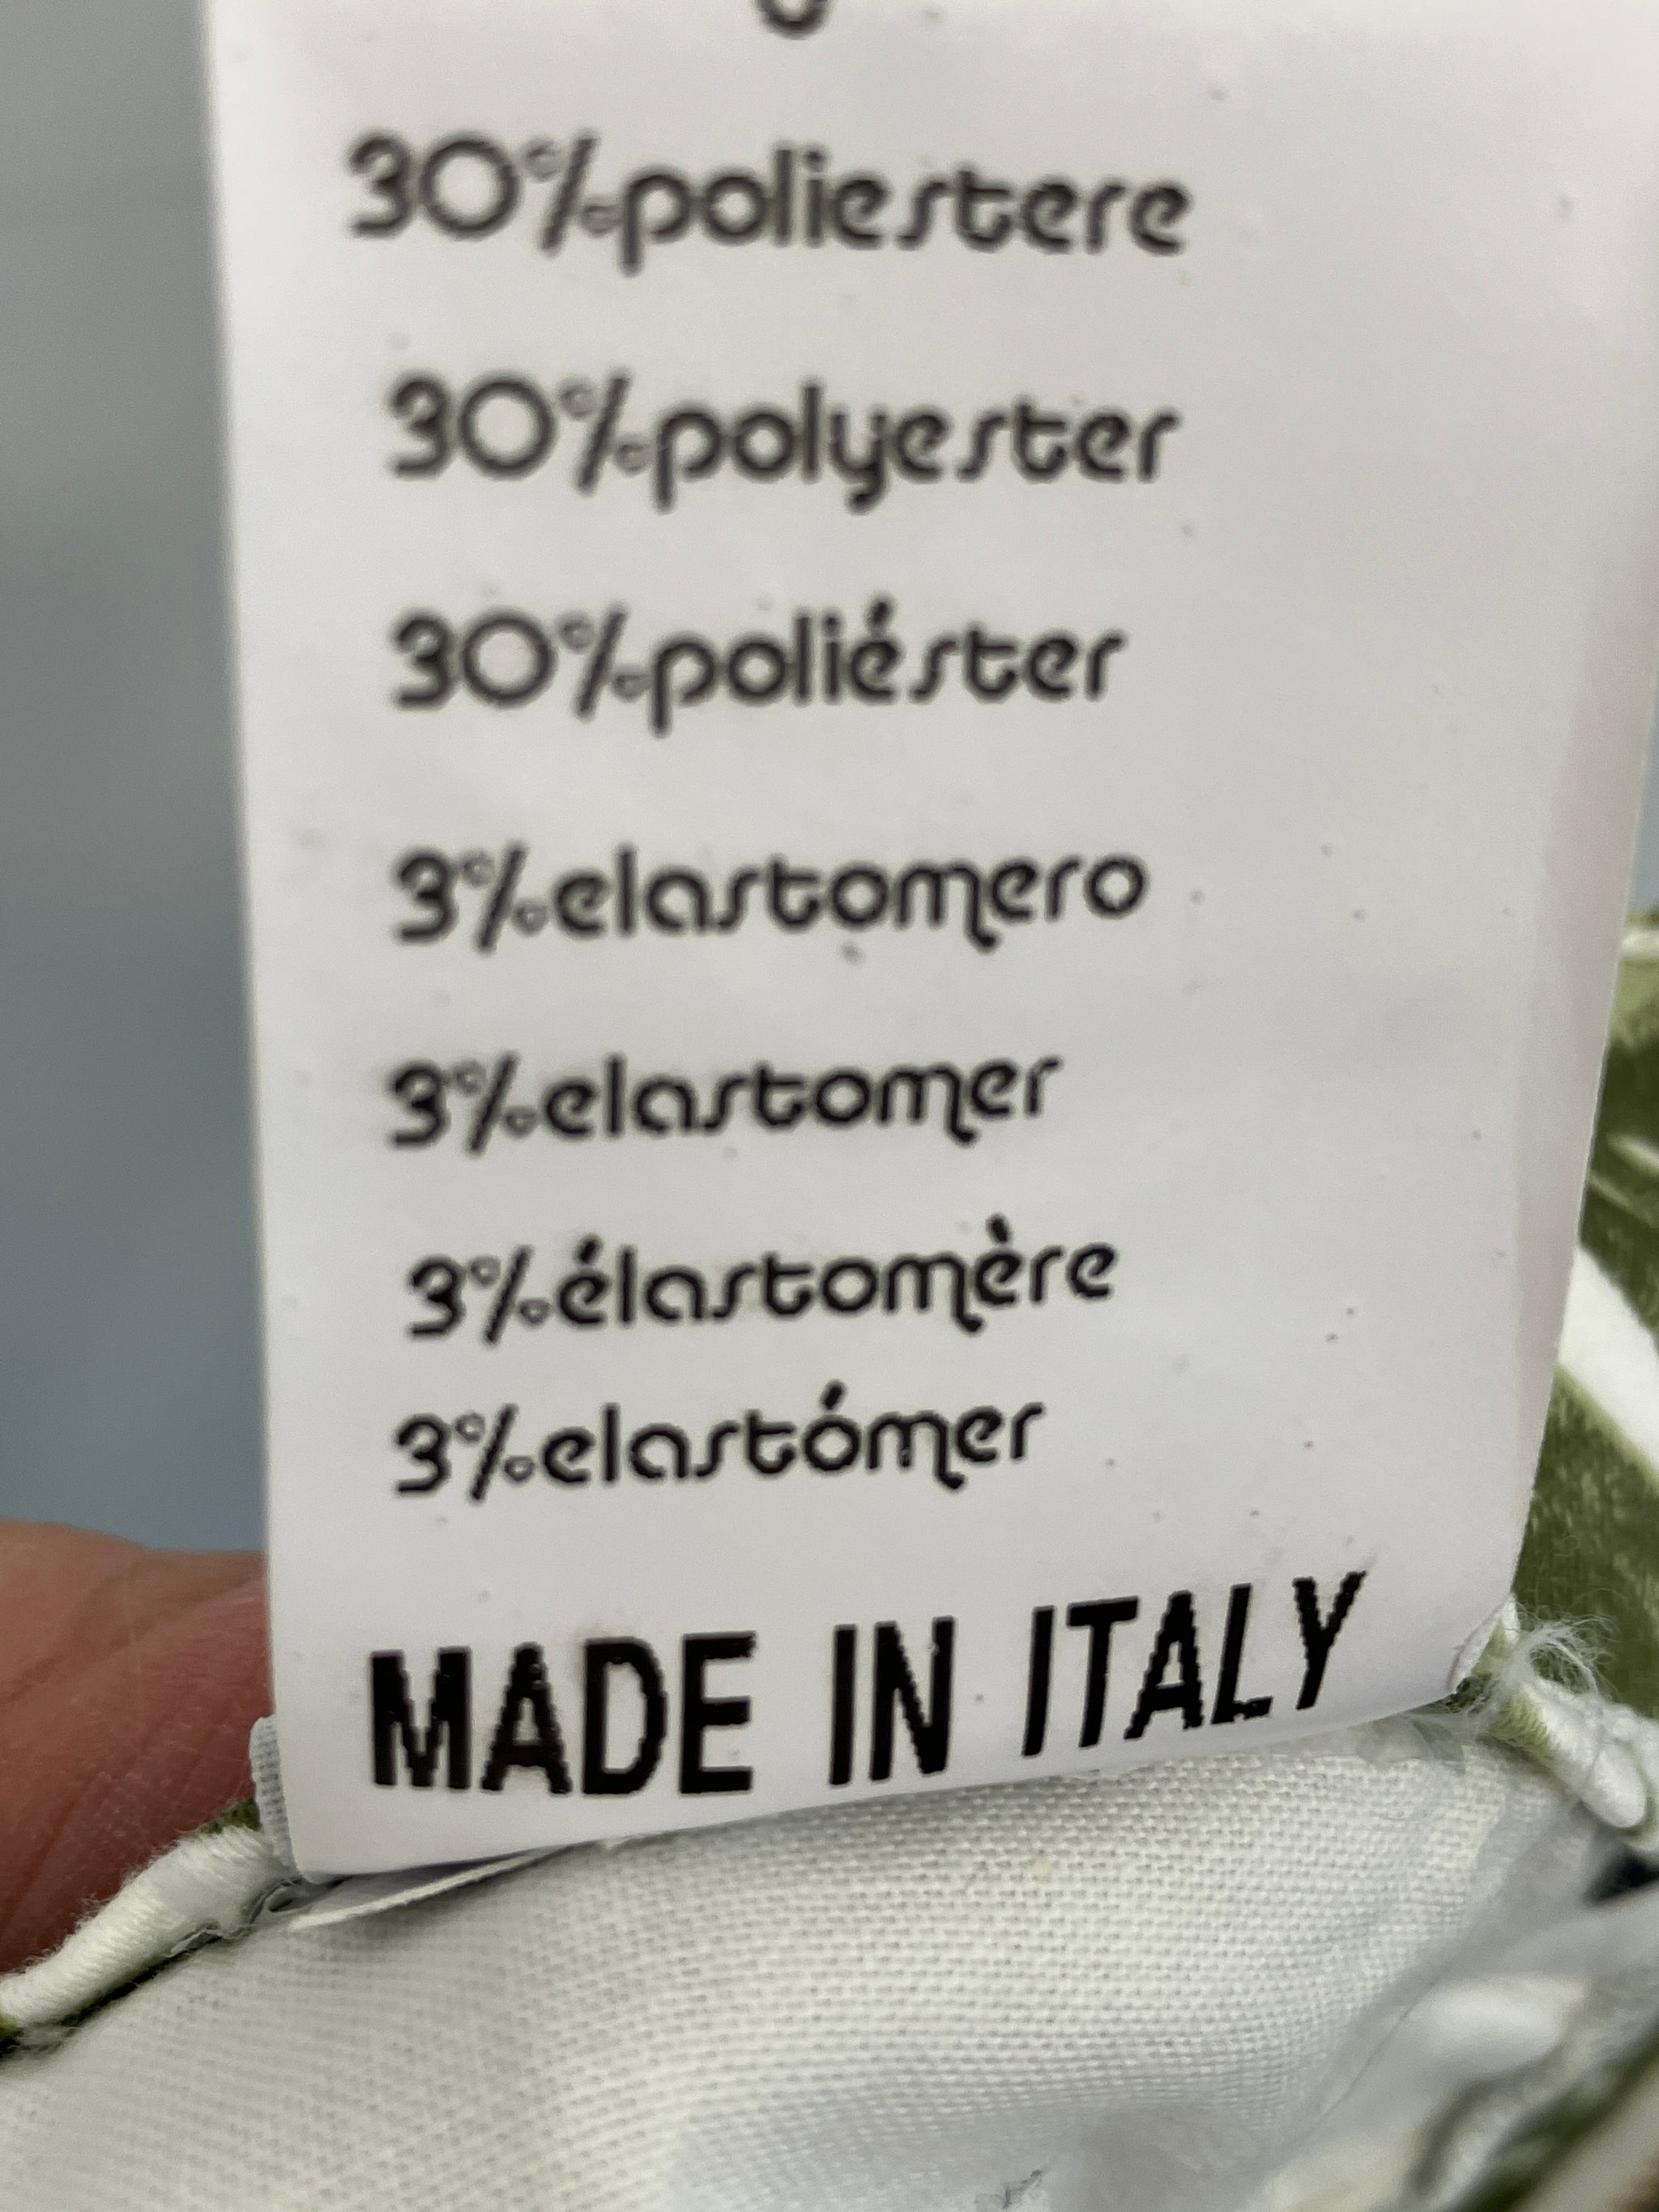 30%poliestere
30%polyester
30%poliéster
3%elastomero
3%elastomer
3%élastomère
3%elastómer
MADE IN ITALY